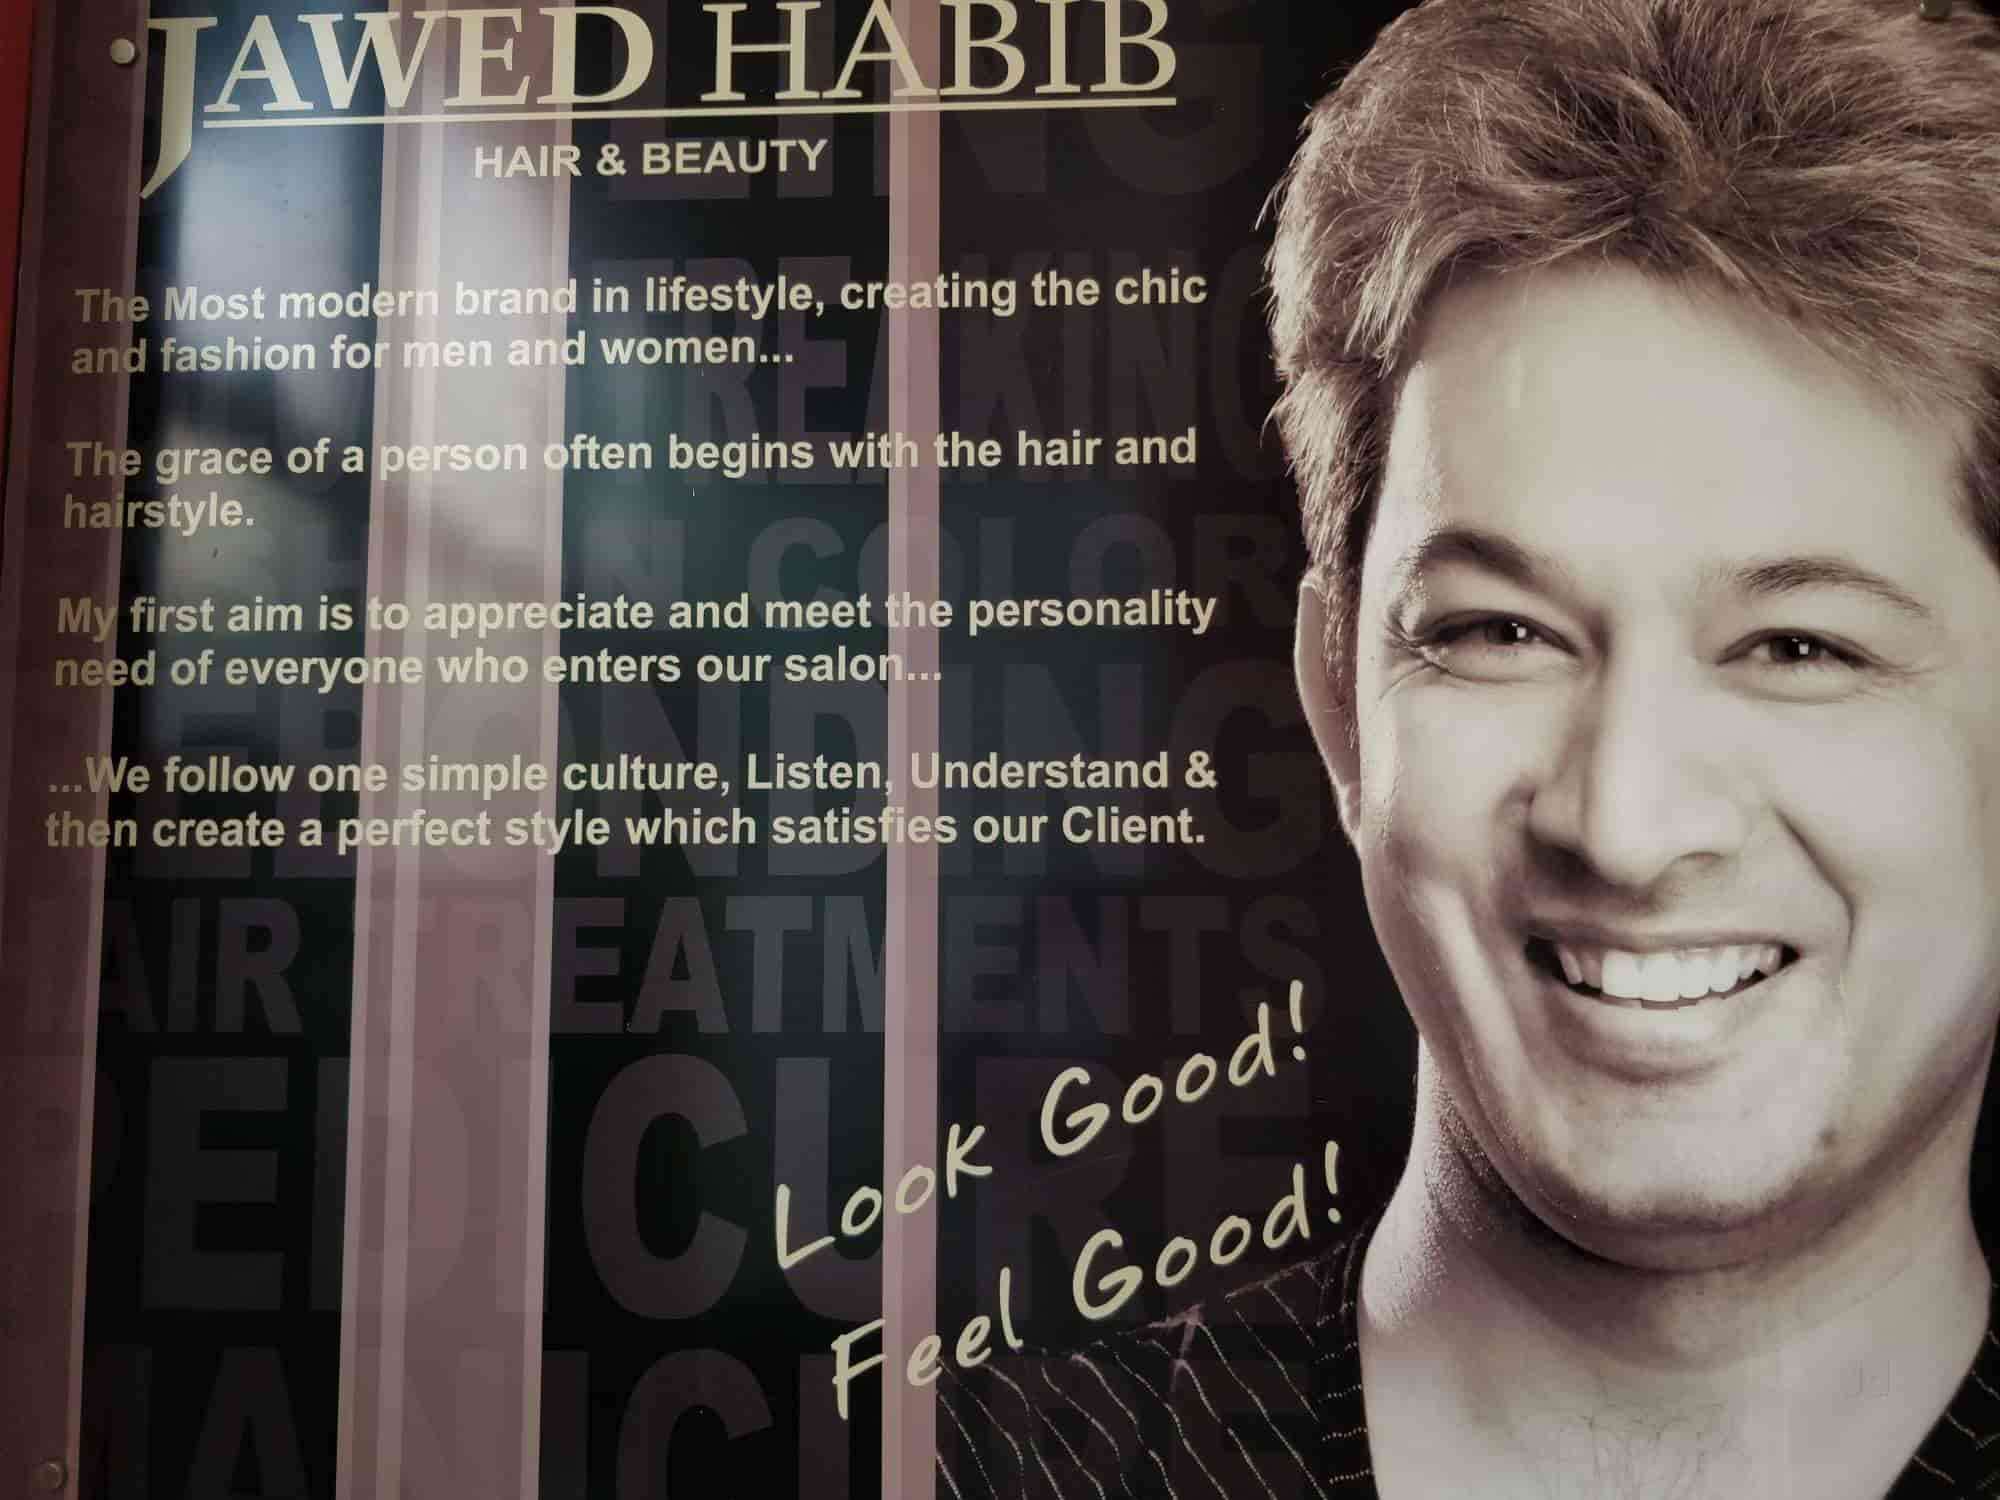 JAWED HABIB
HAIR & BEAUTY
The Most modern brand in lifestyle, creating the chic
and fashion for men and women...
The grace of a person often begins with the hair and
hairstyle.
My first aim is to appreciate and meet the personality
need of everyone who enters our salon...
...We follow one simple culture, Listen, Understand &
then create a perfect style which satisfies our Client.
HAIR TREATMENTS
PEDICURE
Look Good!
Feel Good!